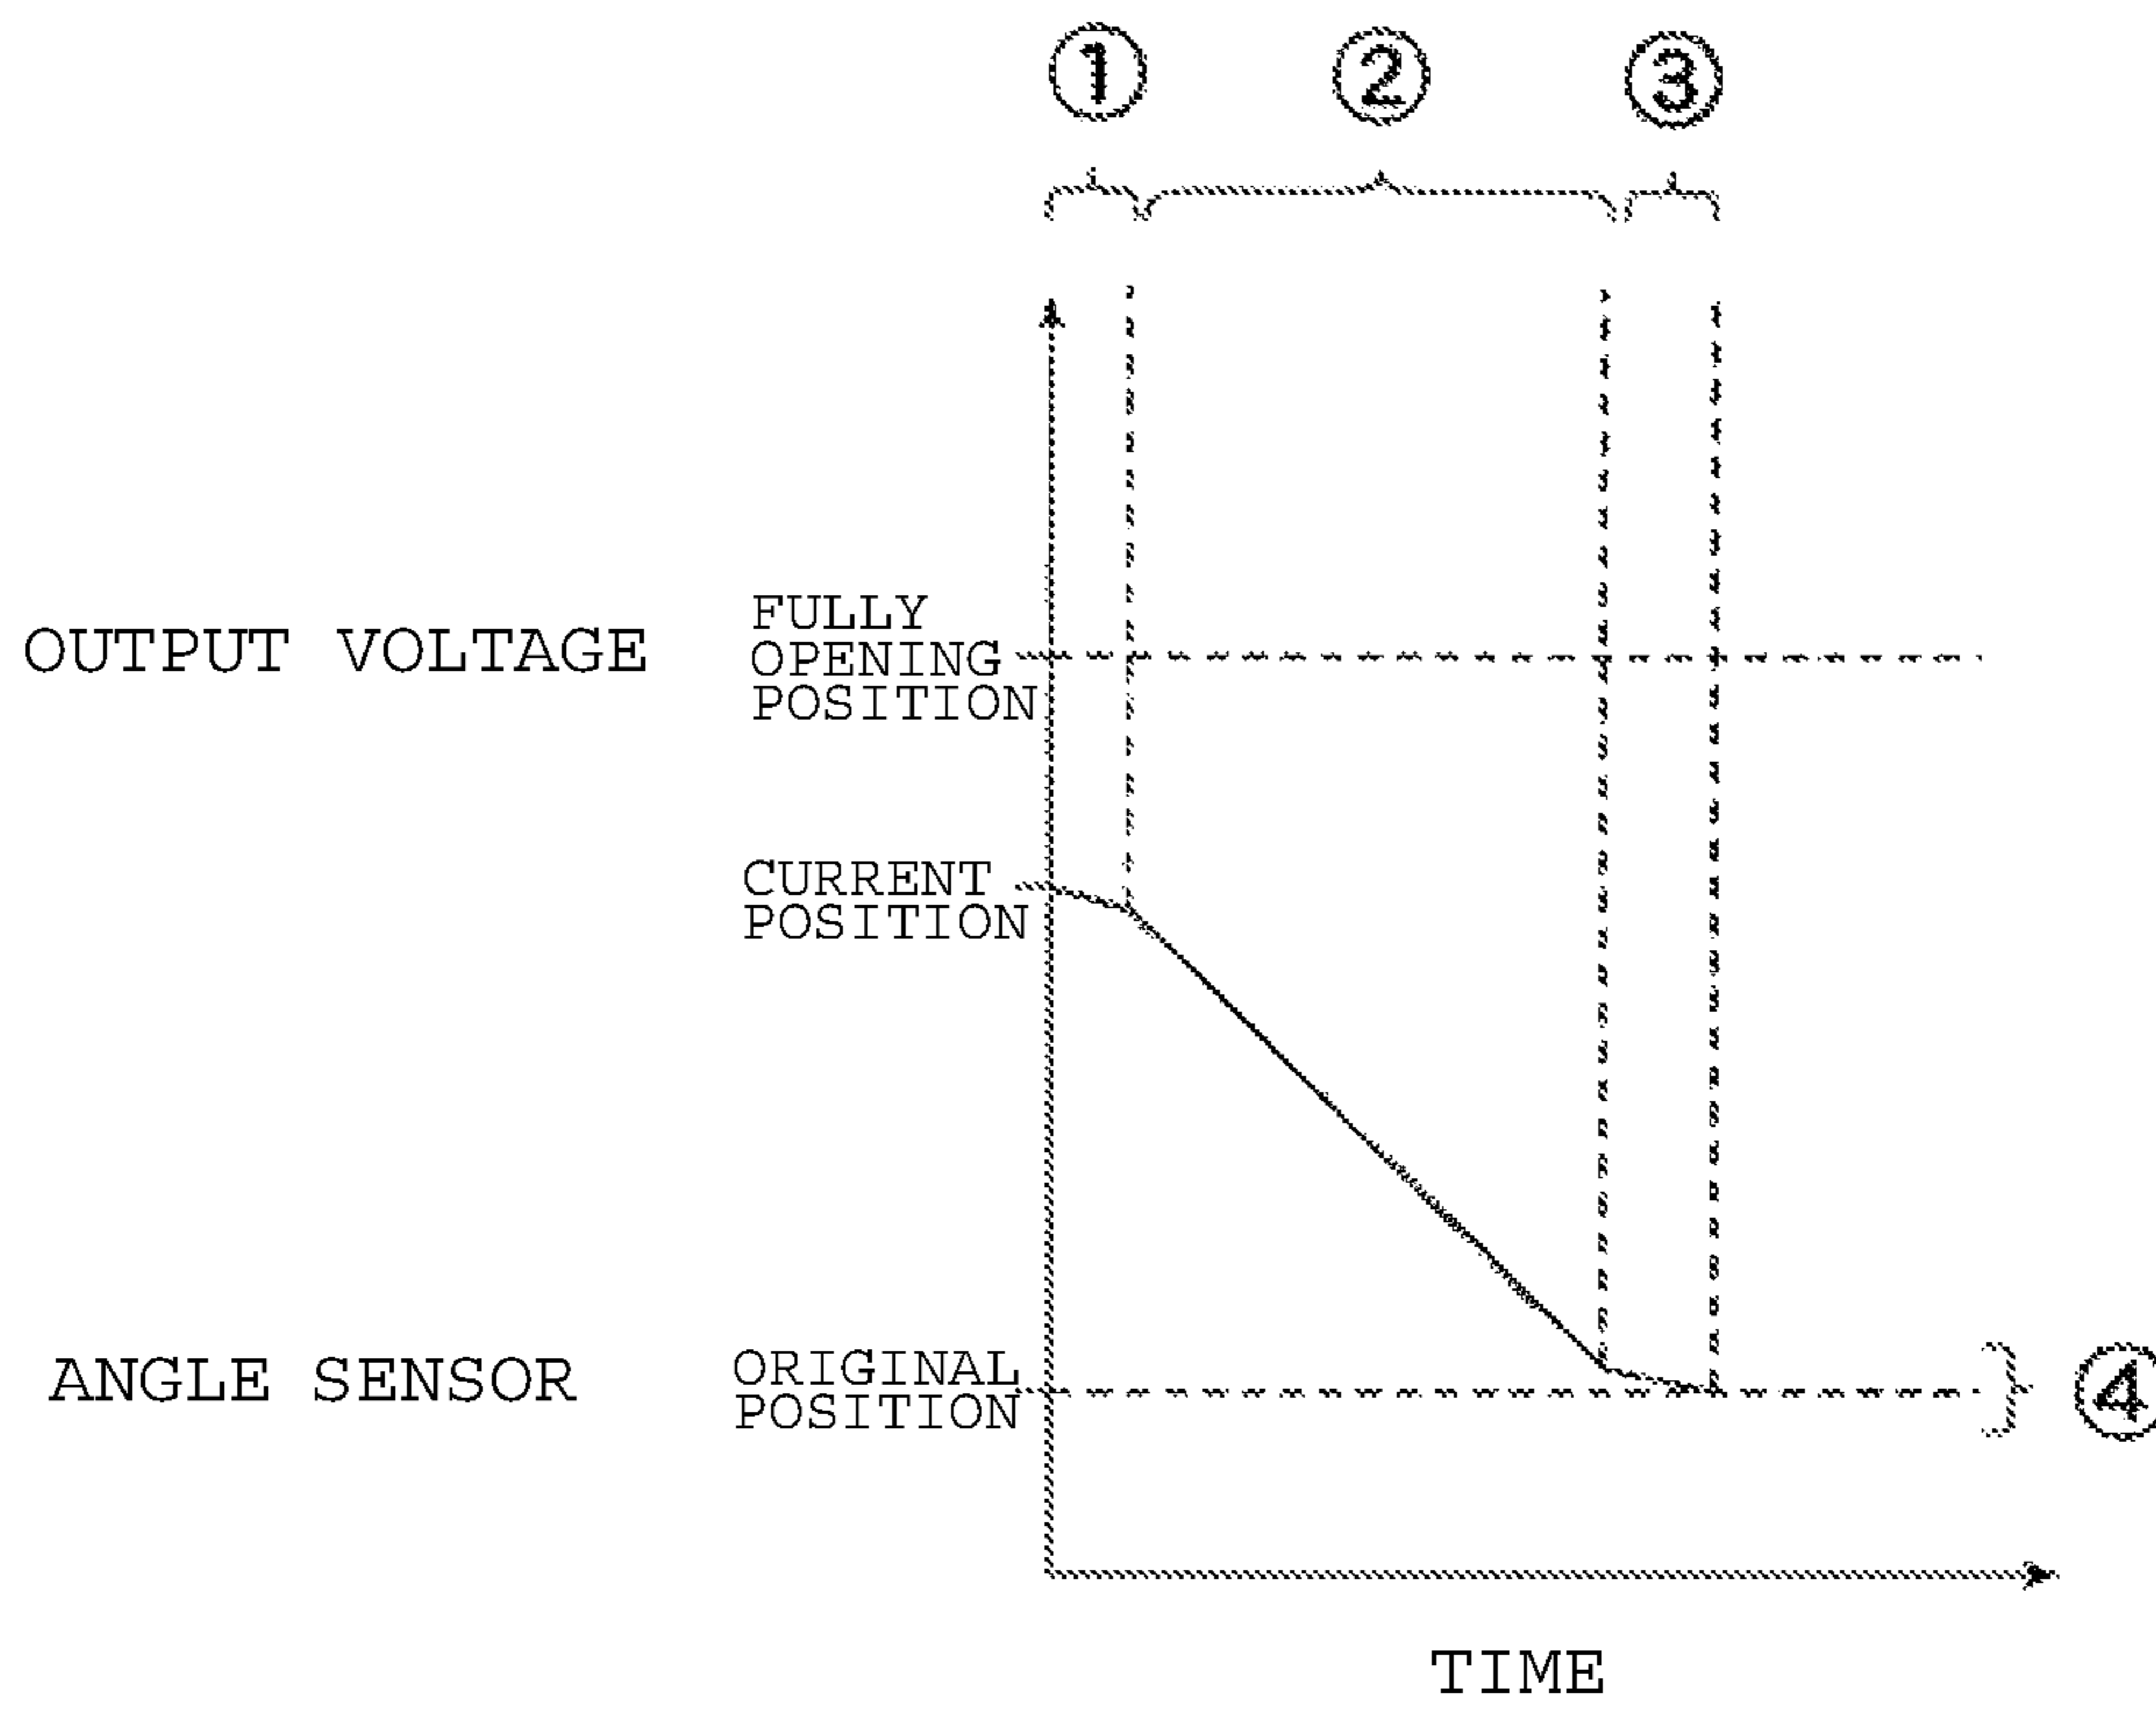 ① ② ③
OUTPUT VOLTAGE
FULLY
OPENING
POSITION
CURRENT
POSITION
ANGLE SENSOR
ORIGINAL
POSITION
④
TIME